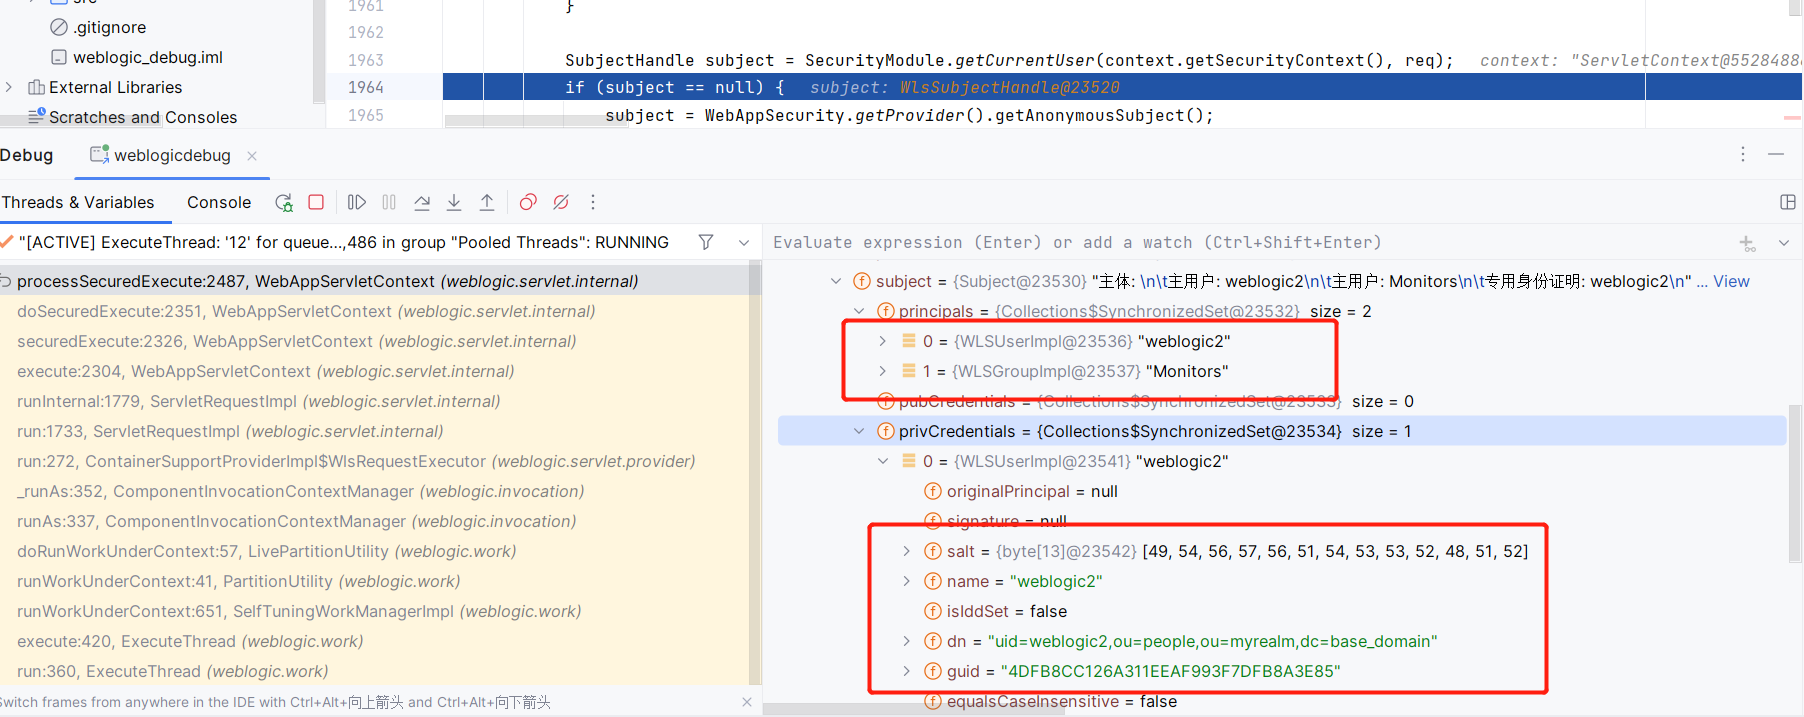 src
.gitignore
weblogic_debug.iml
External Libraries
Scratches and Consoles
1961 }
1962
1963 SubjectHandle subject = SecurityModule.getCurrentUser(context.getSecurityContext(), req); context: "ServletContext@5528488
1964 if (subject == null) { subject: WlsSubjectHandle@23520
1965 subject = WebAppSecurity.getProvider().getAnonymousSubject();
Debug weblogicdebug
Threads & Variables Console
"[ACTIVE] ExecuteThread: '12' for queue...,486 in group "Pooled Threads": RUNNING
processSecuredExecute:2487, WebAppServletContext (weblogic.servlet.internal)
doSecuredExecute:2351, WebAppServletContext (weblogic.servlet.internal)
securedExecute:2326, WebAppServletContext (weblogic.servlet.internal)
execute:2304, WebAppServletContext (weblogic.servlet.internal)
runInternal:1779, ServletRequestImpl (weblogic.servlet.internal)
run:1733, ServletRequestImpl (weblogic.servlet.internal)
run:272, ContainerSupportProviderImpl$WlsRequestExecutor (weblogic.servlet.provider)
_runAs:352, ComponentInvocationContextManager (weblogic.invocation)
runAs:337, ComponentInvocationContextManager (weblogic.invocation)
doRunWorkUnderContext:57, LivePartitionUtility (weblogic.work)
runWorkUnderContext:41, PartitionUtility (weblogic.work)
runWorkUnderContext:651, SelfTuningWorkManagerImpl (weblogic.work)
execute:420, ExecuteThread (weblogic.work)
run:360, ExecuteThread (weblogic.work)
Switch frames from anywhere in the IDE with Ctrl+Alt+向上箭头 and Ctrl+Alt+向下箭头
Evaluate expression (Enter) or add a watch (Ctrl+Shift+Enter)
subject = {Subject@23530} "主体: \n\t主用户: weblogic2\n\t主用户: Monitors\n\t专用身份证明: weblogic2\n" ... View
principals = {Collections$SynchronizedSet@23532} size = 2
0 = {WLSUserImpl@23536} "weblogic2"
1 = {WLSGroupImpl@23537} "Monitors"
pubCredentials = {Collections$SynchronizedSet@23533} size = 0
privCredentials = {Collections$SynchronizedSet@23534} size = 1
0 = {WLSUserImpl@23541} "weblogic2"
originalPrincipal = null
signature = null
salt = {byte[13]@23542} [49, 54, 56, 57, 56, 51, 54, 53, 53, 52, 48, 51, 52]
name = "weblogic2"
isIddSet = false
dn = "uid=weblogic2,ou=people,ou=myrealm,dc=base_domain"
guid = "4DFB8CC126A311EEAF993F7DFB8A3E85"
equalsCaseInsensitive = false